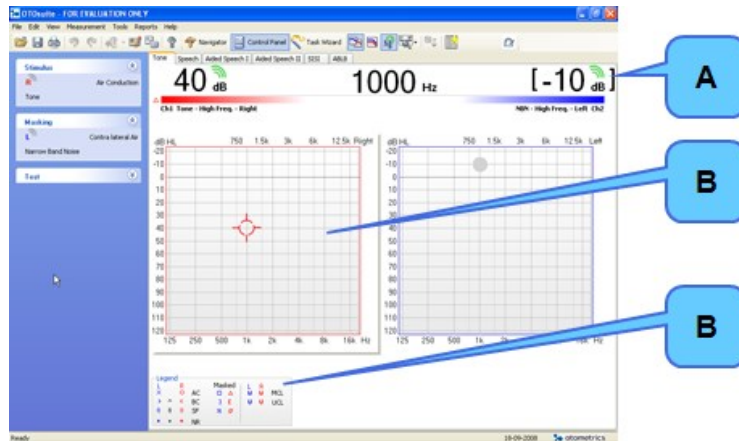 OTOsuite - FOR EVALUATION ONLY
File Edit View Measurement Tools Reports Help
Navigator Control Panel Task Wizard
Tone Speech Aided Speech I Aided Speech II SISI ABLB
Stimulus
R Air Conduction
Tone
Masking
L Contra lateral Air
Narrow Band Noise
Test
40 dB 1000 Hz [-10 dB]
Ch1 Tone - High Freq. - Right NBN - High Freq. - Left Ch2
dB HL 750 1.5k 3k 6k 12.5k Right
-20
-10
0
10
20
30
40
50
60
70
80
90
100
110
120
125 250 500 1k 2k 4k 8k 16k Hz
dB HL 750 1.5k 3k 6k 12.5k Left
-20
-10
0
10
20
30
40
50
60
70
80
90
100
110
120
125 250 500 1k 16k Hz
Legend
L R Masked L R
AC MCL
BC UCL
SF
NR
Ready 18-09-2008 otometrics
A
B
B